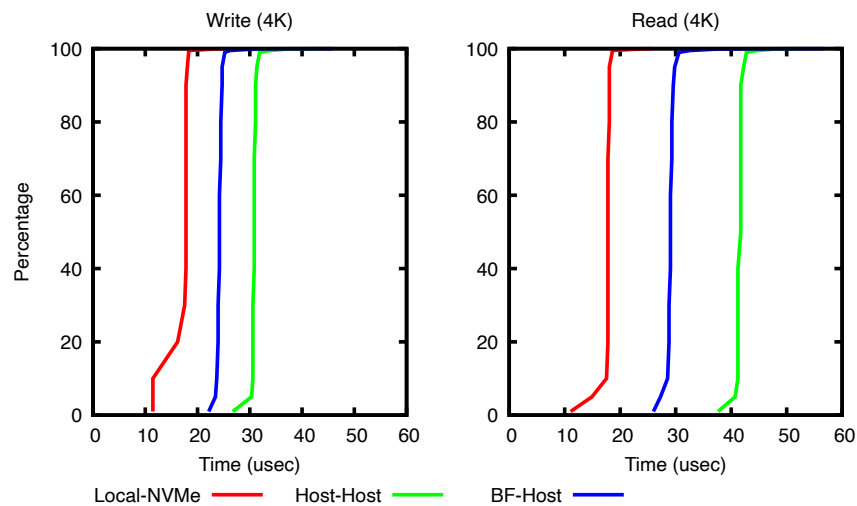 Write (4K)
Read (4K)
Percentage
100
80
60
40
20
0
0 10 20 30 40 50 60
Time (usec)
100
80
60
40
20
0
0 10 20 30 40 50 60
Time (usec)
Local-NVMe
Host-Host
BF-Host